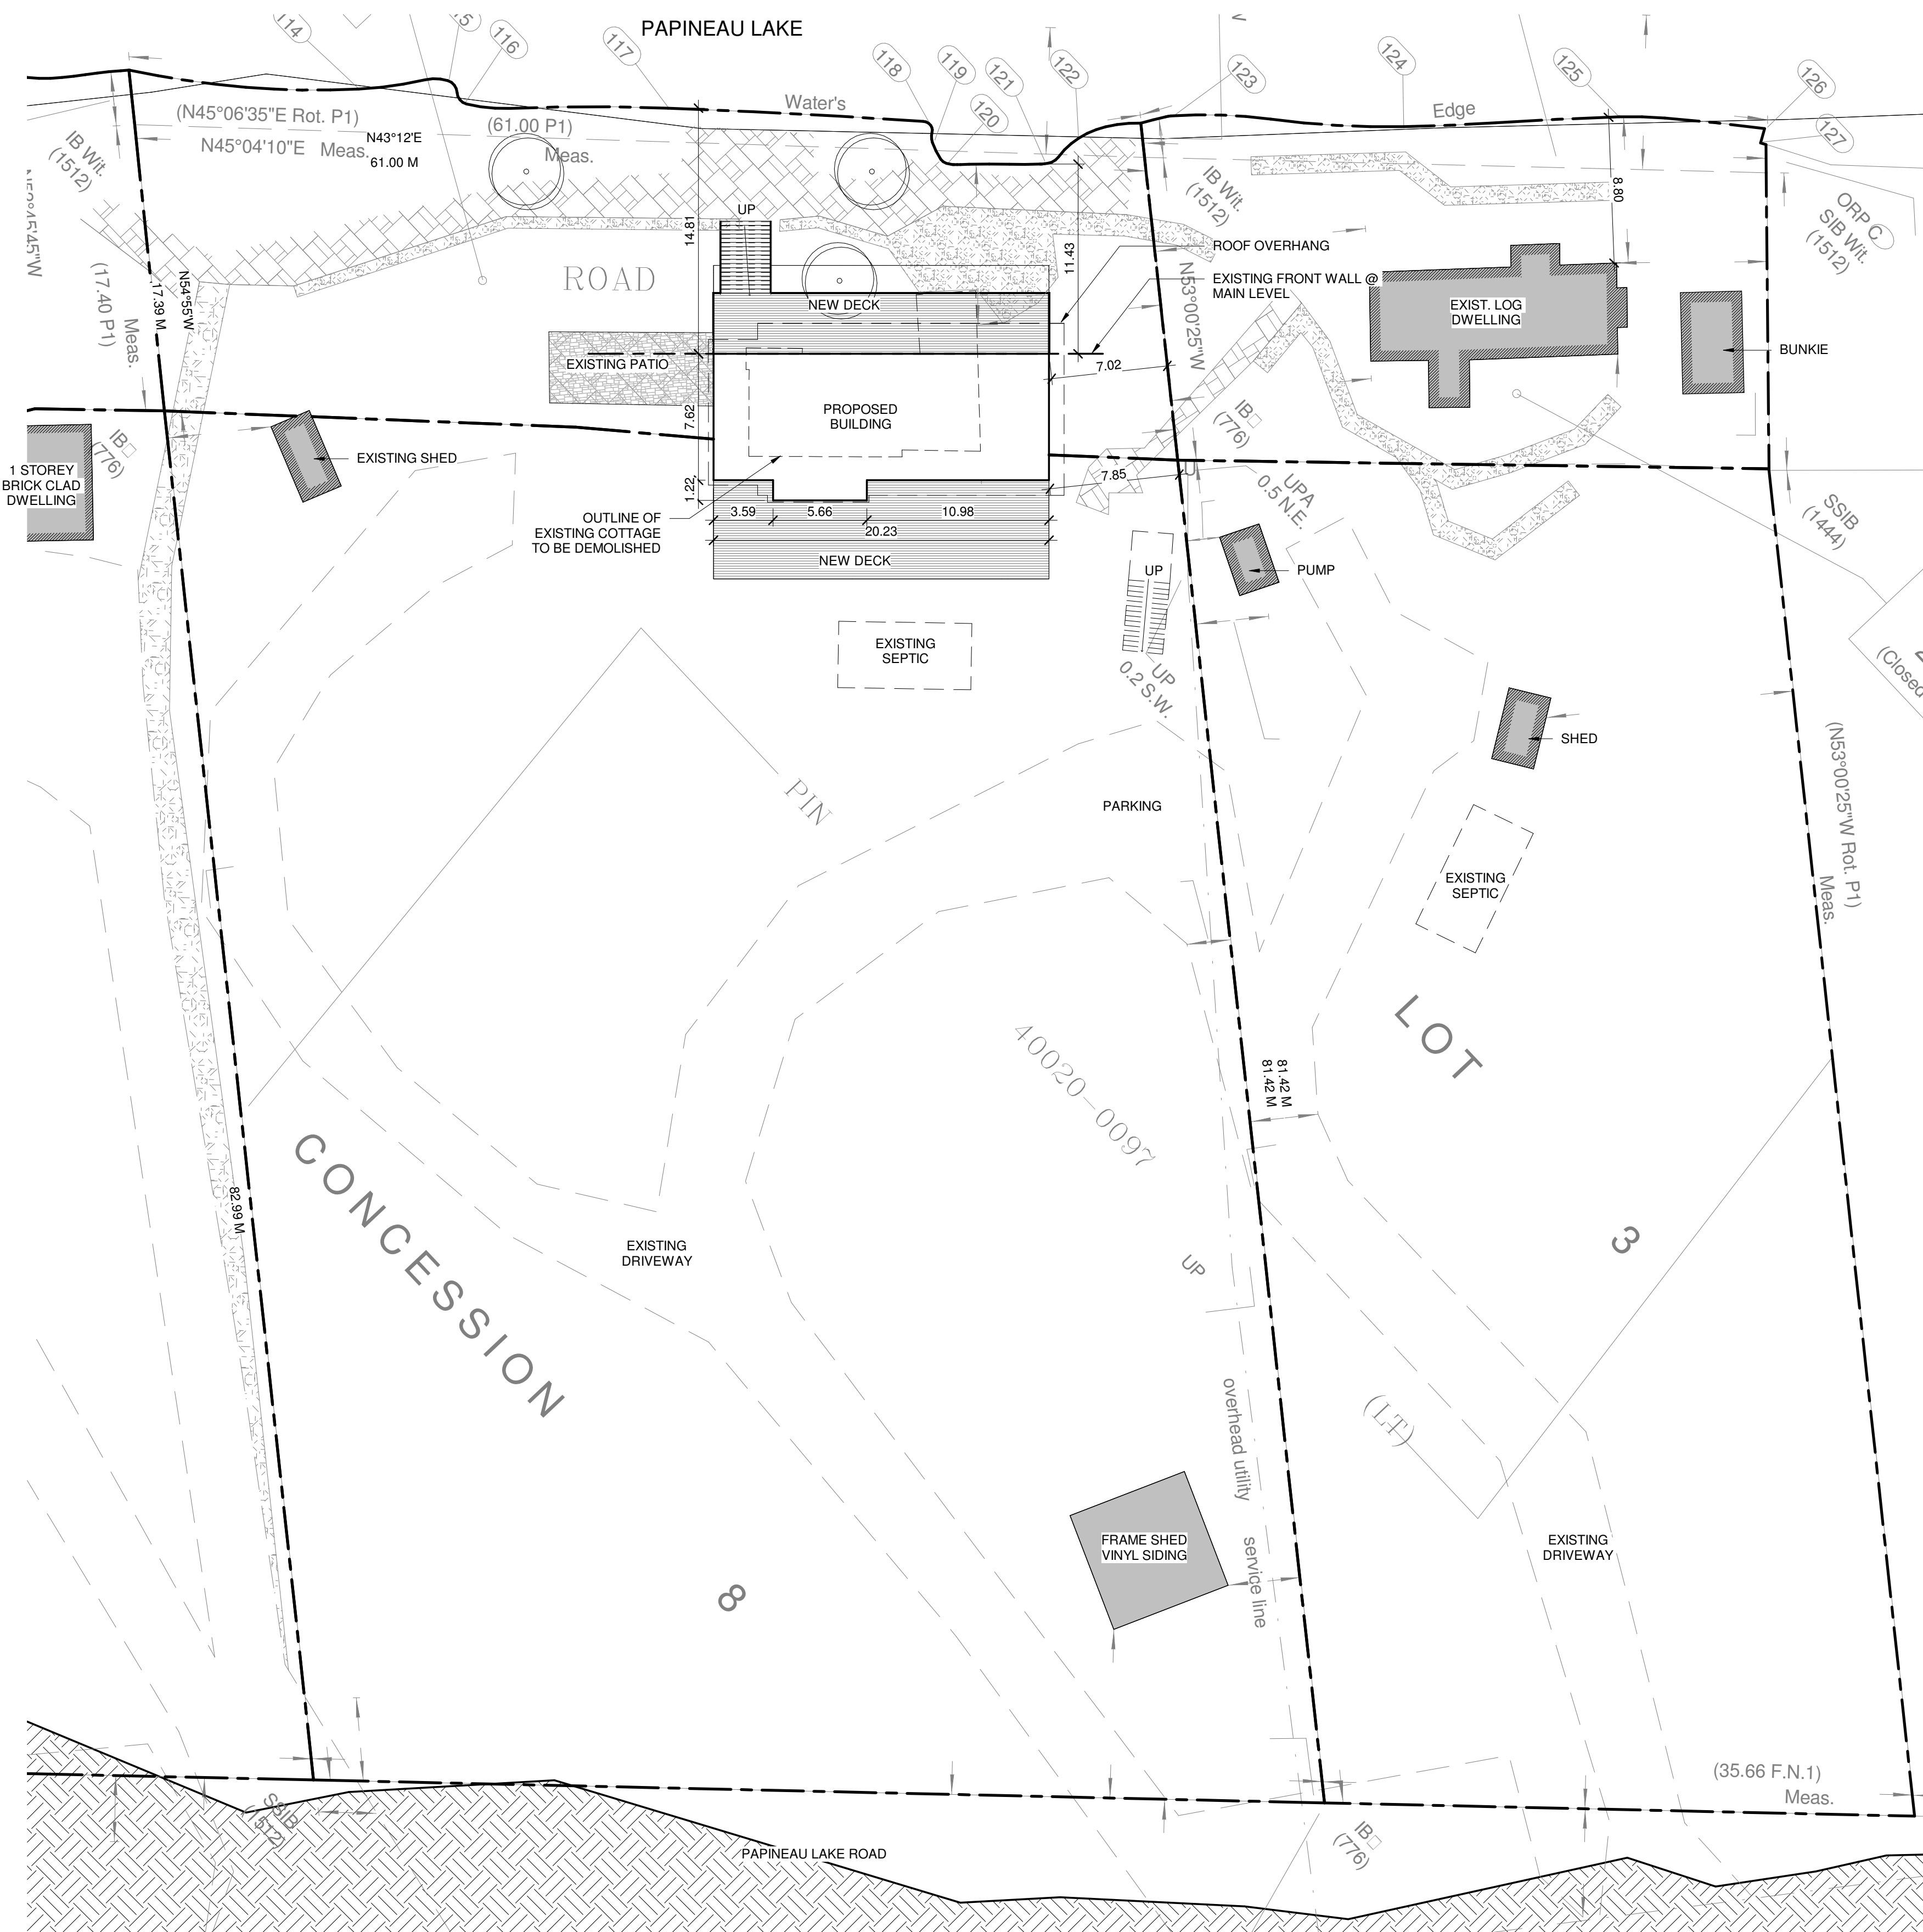 PAPINEAU LAKE
114
116
117
118
119
120
121
122
123
124
125
126
127
Water's
Edge
(N45°06'35"E Rot. P1)
(61.00 P1)
N45°04'10"E Meas.
Meas.
N43°12'E
61.00 M
IB Wit.
(1512)
IB Wit.
(1512)
ORP C
SIB Wit.
(1512)
8.80
UP
14.81
11.43
ROAD
ROOF OVERHANG
EXISTING FRONT WALL @
MAIN LEVEL
NEW DECK
EXIST. LOG
DWELLING
BUNKIE
N54°55'W
17.39 M
(17.40 P1)
Meas.
N53°00'25"W
EXISTING PATIO
7.02
PROPOSED
BUILDING
7.62
IB
(776)
IB
(776)
1 STOREY
BRICK CLAD
DWELLING
EXISTING SHED
1.22
7.85
UPA
0.5 N.E.
SSIB
(1444)
3.59
5.66
10.98
20.23
OUTLINE OF
EXISTING COTTAGE
TO BE DEMOLISHED
NEW DECK
UP
PUMP
EXISTING
SEPTIC
UP
0.2 S.W.
(Closed
SHED
(N53°00'25"W Rot. P1)
Meas.
PIN
PARKING
EXISTING
SEPTIC
LOT
40020-0097
81.42 M
81.42 M
CONCESSION
82.99 M
3
EXISTING
DRIVEWAY
UP
overhead utility
service line
(LT)
FRAME SHED
VINYL SIDING
EXISTING
DRIVEWAY
8
(35.66 F.N.1)
Meas.
SSIB
(1512)
IB
(776)
PAPINEAU LAKE ROAD